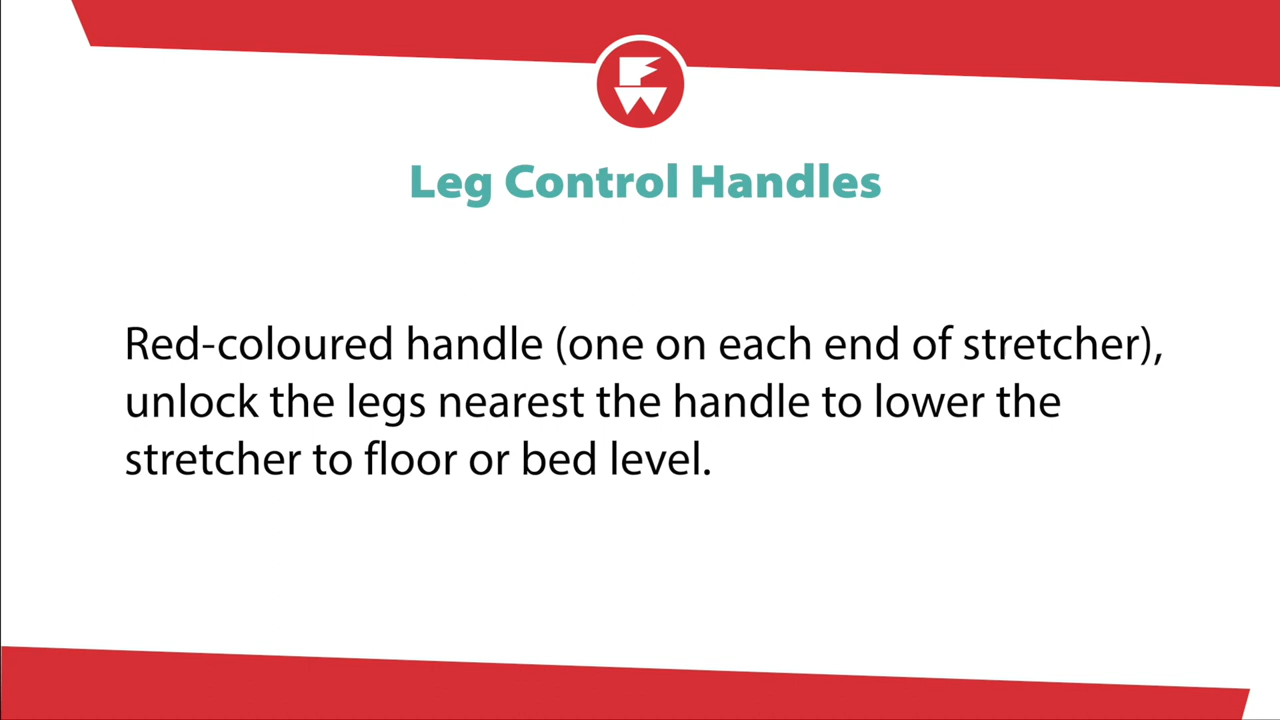 Leg Control Handles
Red-coloured handle (one on each end of stretcher),
unlock the legs nearest the handle to lower the
stretcher to floor or bed level.